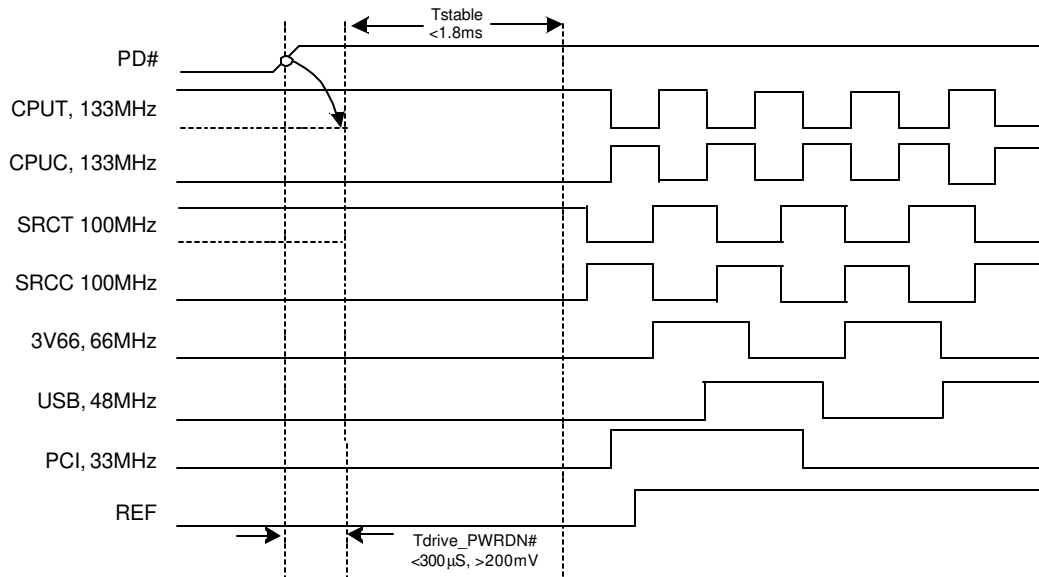 Tstable
<1.8ms
PD#
CPUT, 133MHz
CPUC, 133MHz
SRCT 100MHz
SRCC 100MHz
3V66, 66MHz
USB, 48MHz
PCI, 33MHz
REF
Tdrive_PWRDN#
<300µS, >200mV